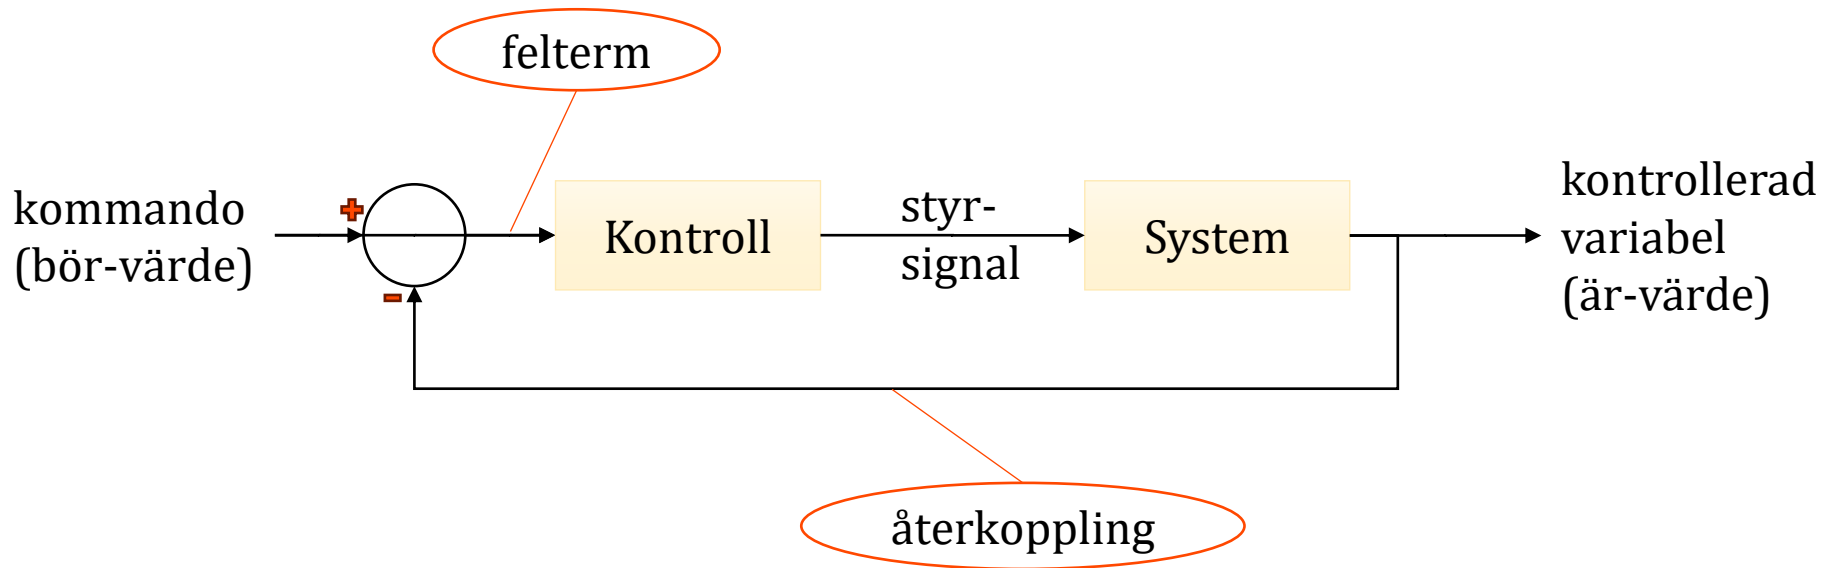 felterm
kommando
(bör-värde)
Kontroll
styr-
signal
System
kontrollerad
variabel
(är-värde)
återkoppling